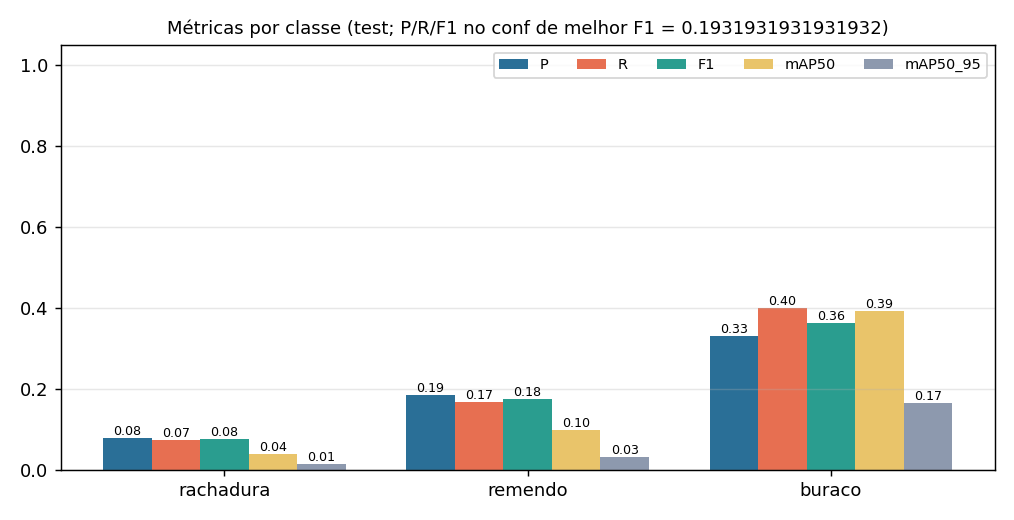 Métricas por classe (test; P/R/F1 no conf de melhor F1 = 0.1931931931931932)
P R F1 mAP50 mAP50_95
1.0
0.8
0.6
0.4
0.2
0.0
0.08 0.07 0.08 0.04 0.01
0.19 0.17 0.18 0.10 0.03
0.33 0.40 0.36 0.39 0.17
rachadura remendo buraco